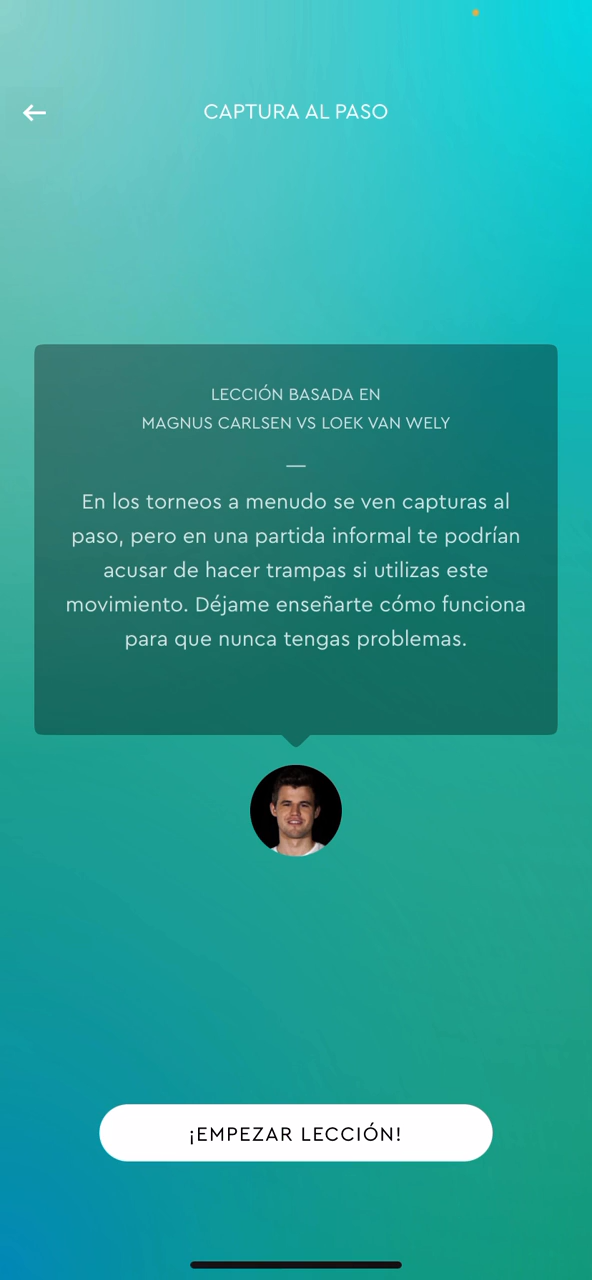 CAPTURA AL PASO
LECCIÓN BASADA EN
MAGNUS CARLSEN VS LOEK VAN WELY
—
En los torneos a menudo se ven capturas al
paso, pero en una partida informal te podrían
acusar de hacer trampas si utilizas este
movimiento. Déjame enseñarte cómo funciona
para que nunca tengas problemas.
¡EMPEZAR LECCIÓN!